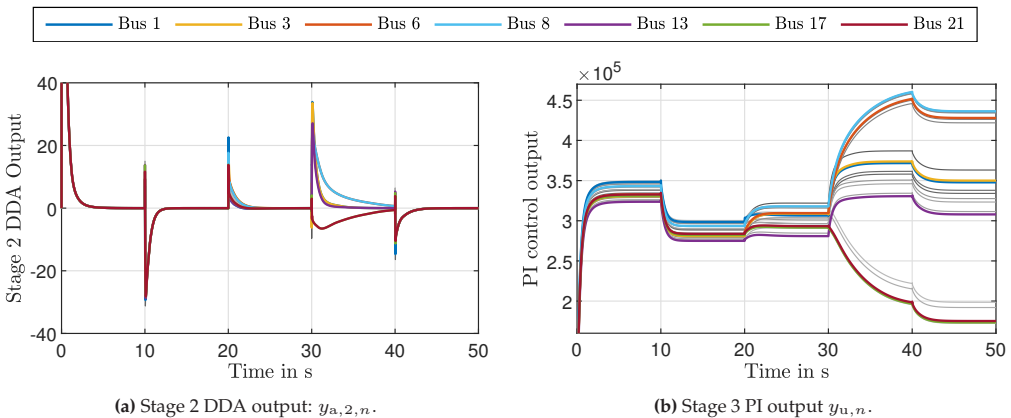 Bus 1 Bus 3 Bus 6 Bus 8 Bus 13 Bus 17 Bus 21
Stage 2 DDA Output
40
20
0
-20
-40
0 10 20 30 40 50
Time in s
(a) Stage 2 DDA output: y_{a,2,n}.
PI control output
×10^5
4.5
4
3.5
3
2.5
2
0 10 20 30 40 50
Time in s
(b) Stage 3 PI output y_{u,n}.